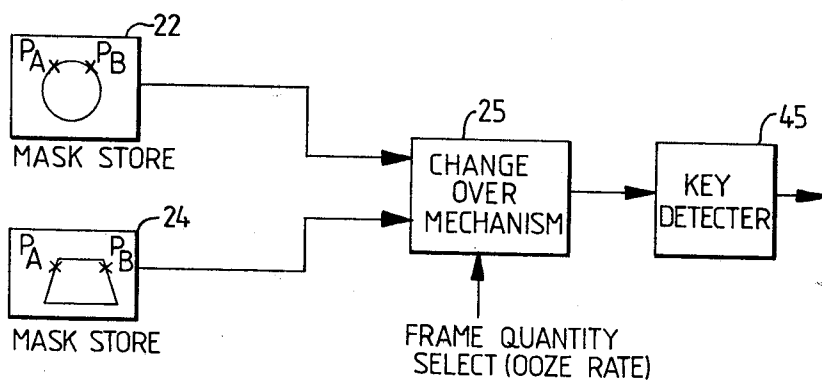 22
PA PB
MASK STORE
24
PA PB
MASK STORE
25
CHANGE
OVER
MECHANISM
45
KEY
DETECTER
FRAME QUANTITY
SELECT (OOZE RATE)